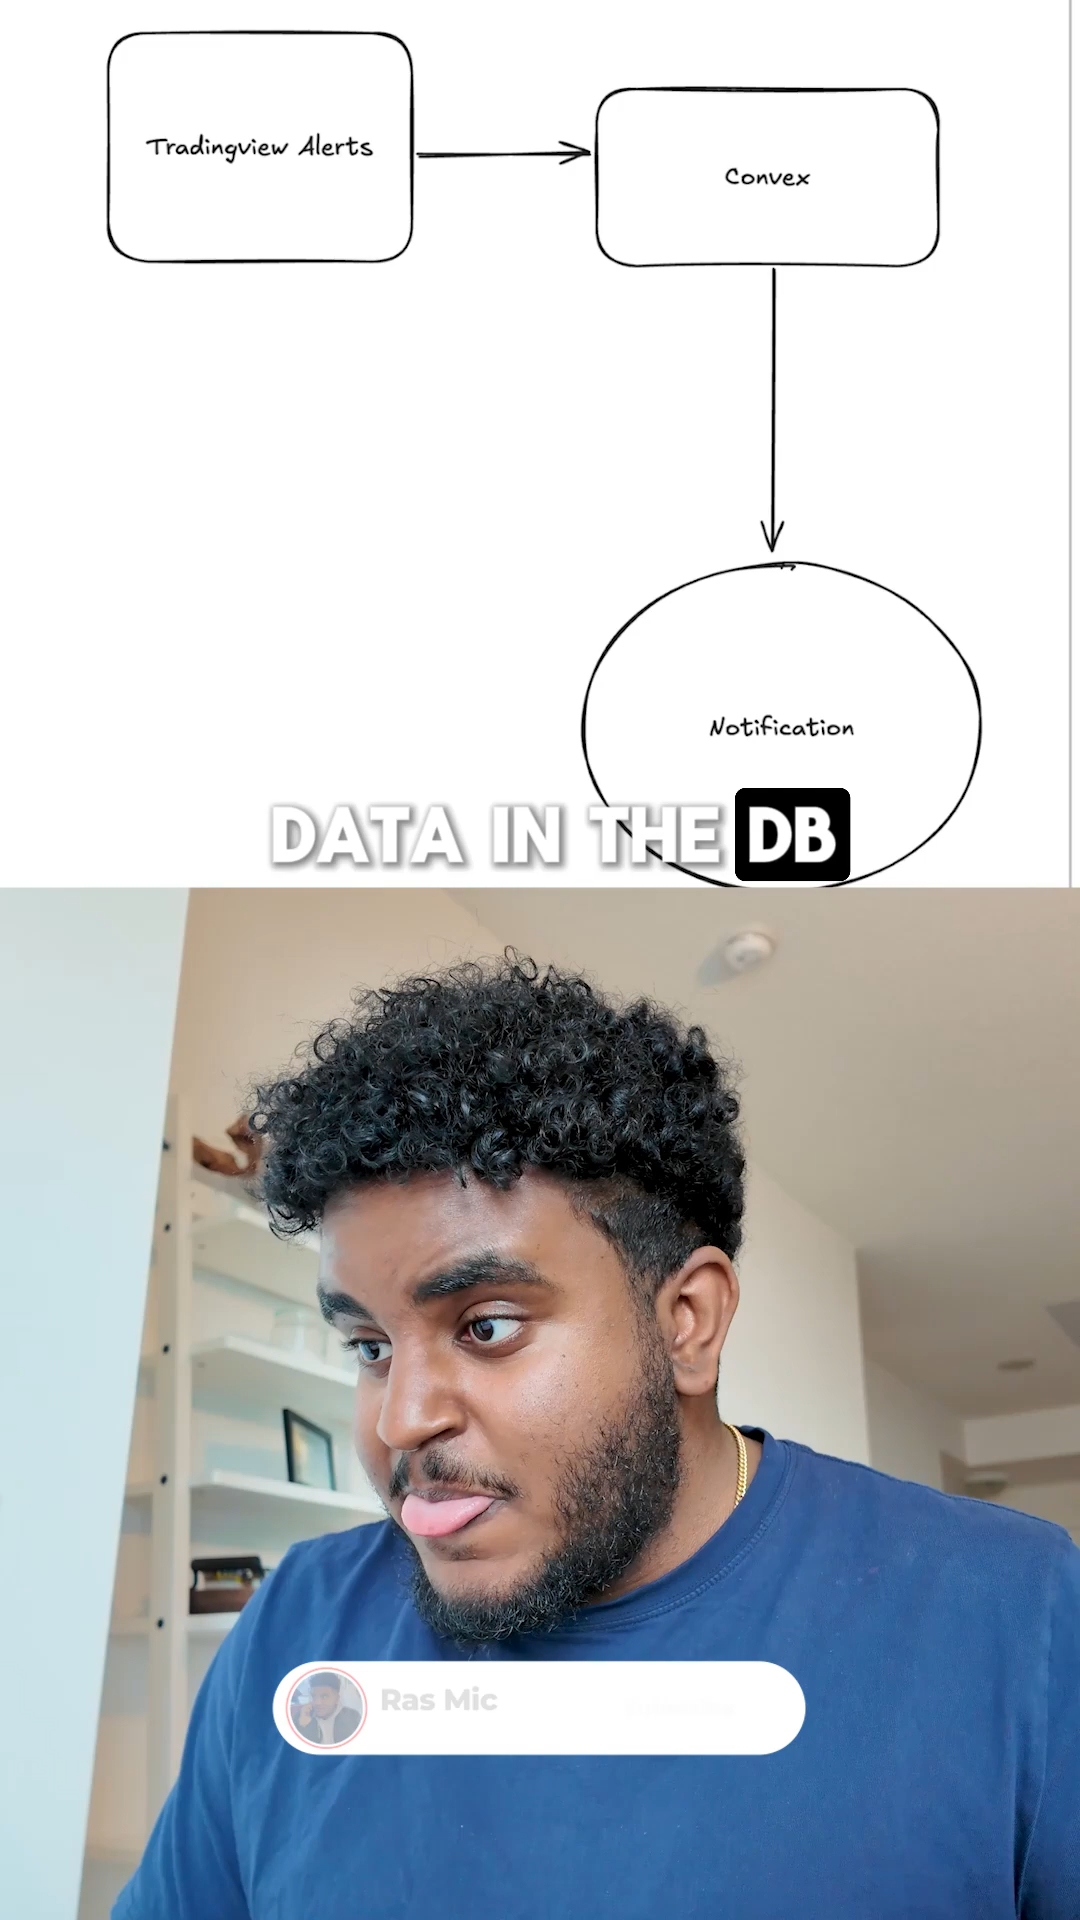 Tradingview Alerts
Convex
Notification
DATA IN THE DB
Ras Mic